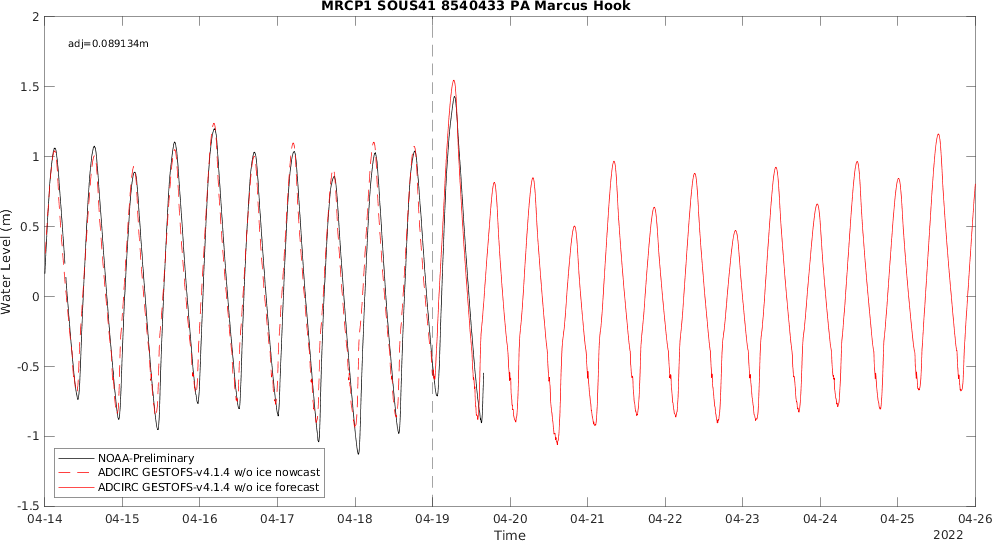 MRCP1 SOUS41 8540433 PA Marcus Hook
adj=0.089134m
Water Level (m)
2
1.5
1
0.5
0
-0.5
-1
-1.5
NOAA-Preliminary
ADCIRC GESTOFS-v4.1.4 w/o ice nowcast
ADCIRC GESTOFS-v4.1.4 w/o ice forecast
04-14 04-15 04-16 04-17 04-18 04-19 04-20 04-21 04-22 04-23 04-24 04-25 04-26
Time
2022